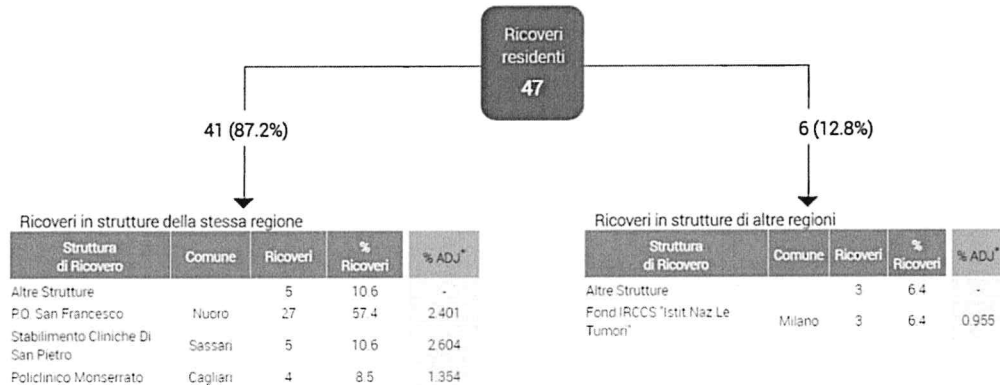 Ricoveri
residenti
47
41 (87.2%)
6 (12.8%)
Ricoveri in strutture della stessa regione
Struttura di Ricovero Comune Ricoveri % Ricoveri % ADJ*
Altre Strutture 5 10.6 -
P.O. San Francesco Nuoro 27 57.4 2.401
Stabilimento Cliniche Di
San Pietro Sassari 5 10.6 2.604
Policlinico Monserrato Cagliari 4 8.5 1.354
Ricoveri in strutture di altre regioni
Struttura di Ricovero Comune Ricoveri % Ricoveri % ADJ*
Altre Strutture 3 6.4 -
Fond IRCCS "Istit.Naz.Le
Tumori" Milano 3 6.4 0.955